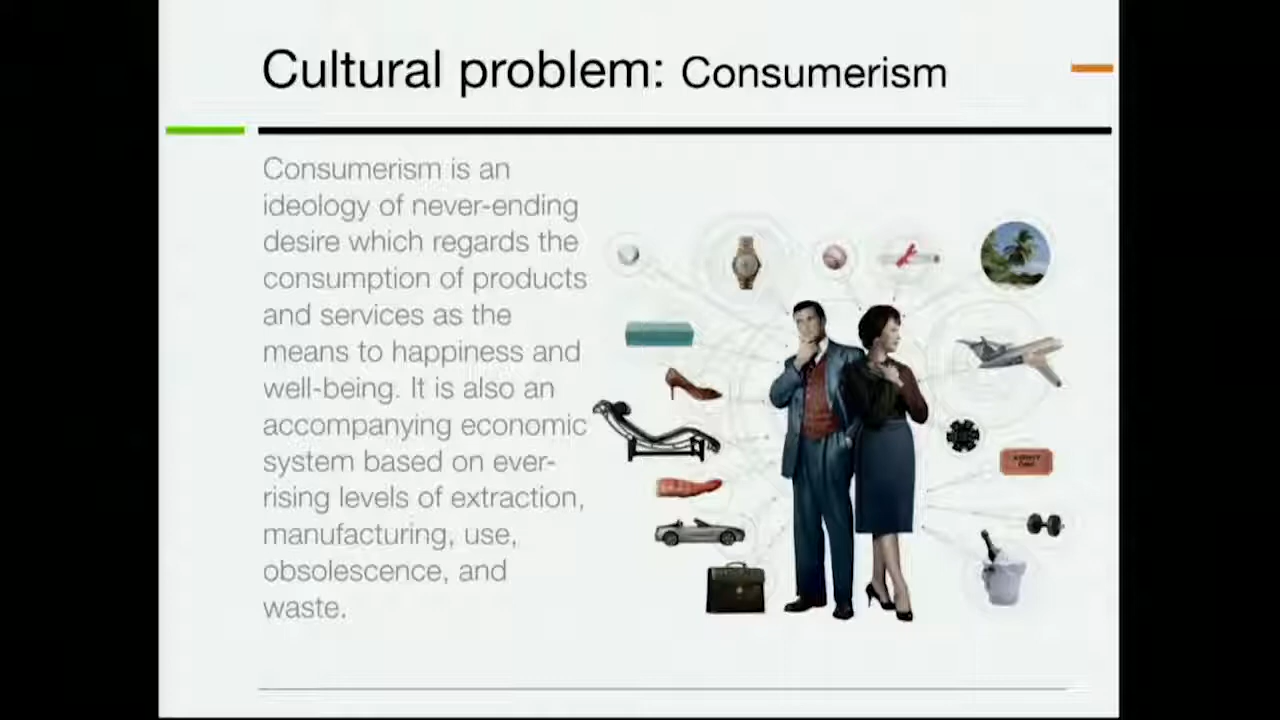 Cultural problem: Consumerism
Consumerism is an
ideology of never-ending
desire which regards the
consumption of products
and services as the
means to happiness and
well-being. It is also an
accompanying economic
system based on ever-
rising levels of extraction,
manufacturing, use,
obsolescence, and
waste.